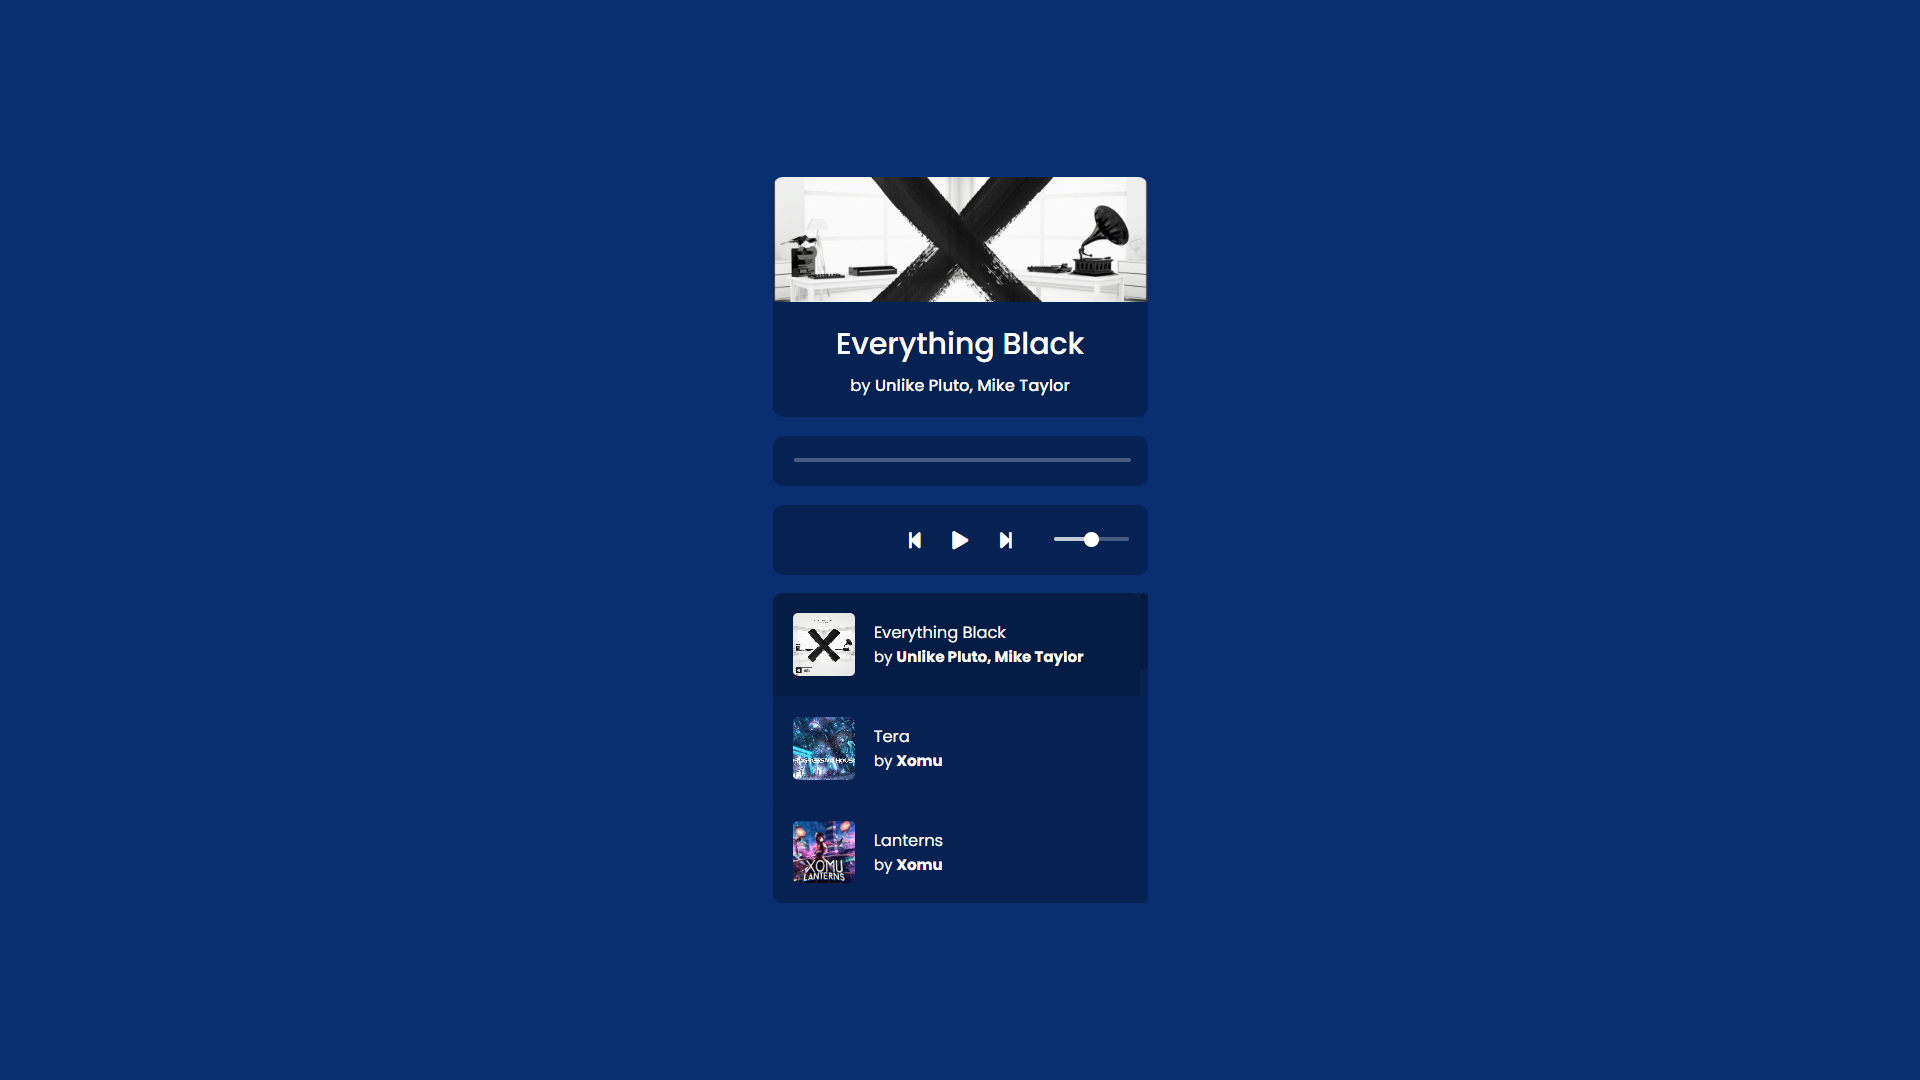 Everything Black
by Unlike Pluto, Mike Taylor
Everything Black
by Unlike Pluto, Mike Taylor
Tera
by Xomu
XOMU
LANTERNS
Lanterns
by Xomu